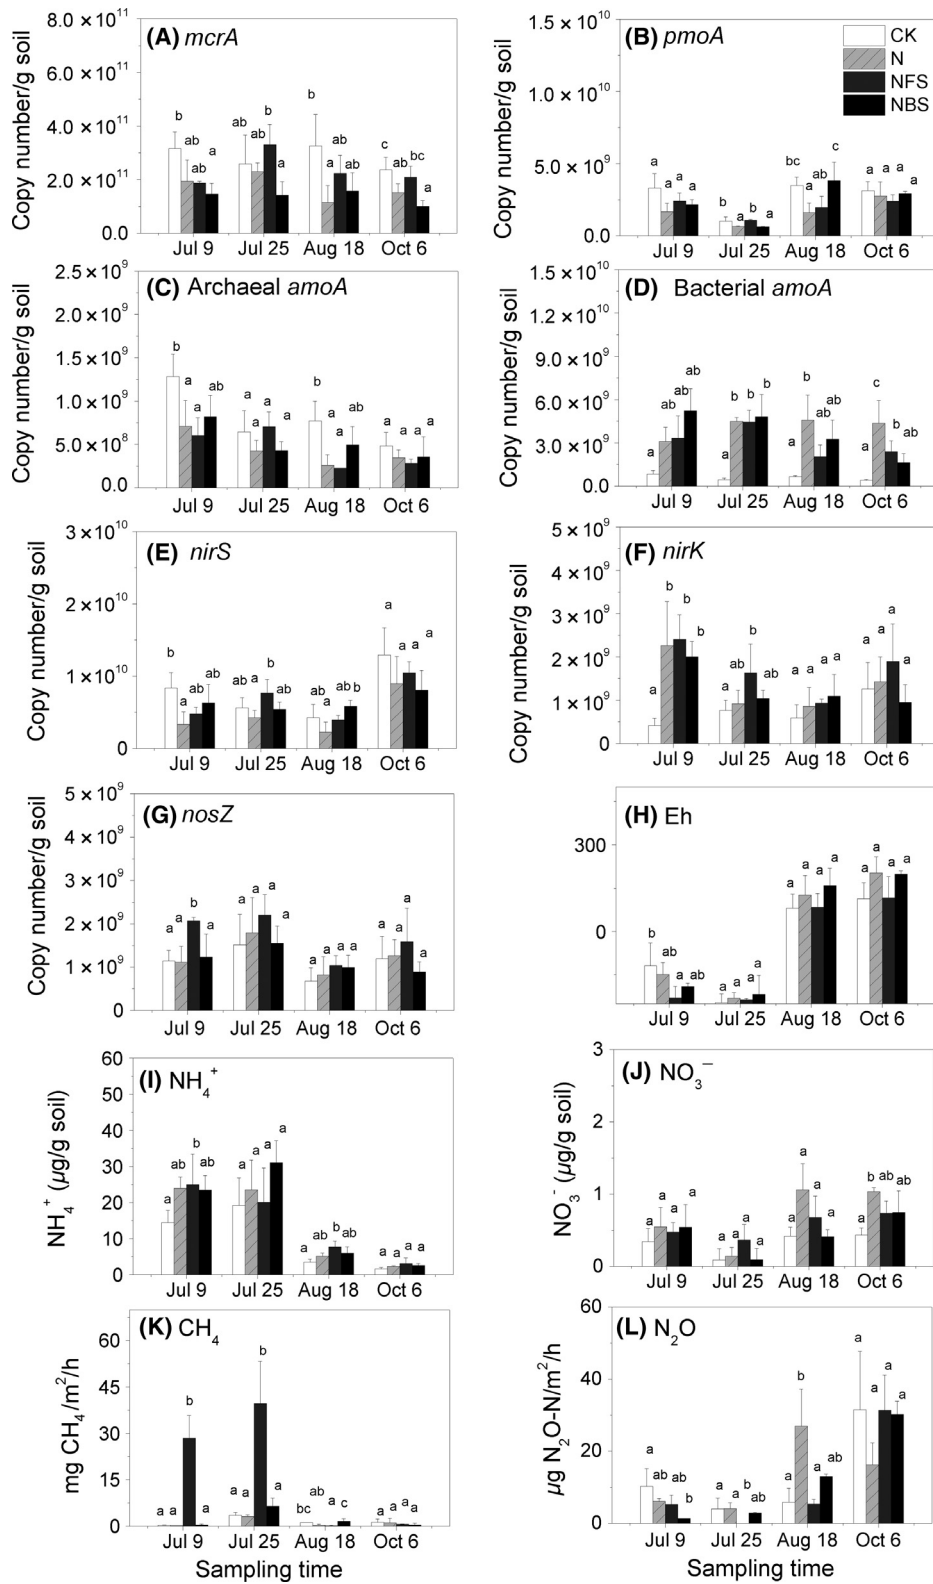 (A) mcrA
Copy number/g soil
8.0 × 10^11
6.0 × 10^11
4.0 × 10^11
2.0 × 10^11
0.0
b ab ab a
ab ab b a
b a ab ab
c ab bc a
Jul 9 Jul 25 Aug 18 Oct 6
(B) pmoA
CK
N
NFS
NBS
Copy number/g soil
1.5 × 10^10
1.0 × 10^10
5.0 × 10^9
0.0
a a a a
b a b a
bc a ab c
a a a a
Jul 9 Jul 25 Aug 18 Oct 6
(C) Archaeal amoA
Copy number/g soil
2.5 × 10^9
2.0 × 10^9
1.5 × 10^9
1.0 × 10^9
5.0 × 10^8
0.0
b a a ab
a a a a
b a a ab
a a a a
Jul 9 Jul 25 Aug 18 Oct 6
(D) Bacterial amoA
Copy number/g soil
1.5 × 10^10
1.5 × 10^10
9.0 × 10^9
6.0 × 10^9
3.0 × 10^9
0.0
a ab ab ab
a b b b
a b ab ab
a c b ab
Jul 9 Jul 25 Aug 18 Oct 6
(E) nirS
Copy number/g soil
3 × 10^10
2 × 10^10
1 × 10^10
0
b a ab ab
ab a b ab
ab a ab b
a a a a
Jul 9 Jul 25 Aug 18 Oct 6
(F) nirK
Copy number/g soil
5 × 10^9
4 × 10^9
3 × 10^9
2 × 10^9
1 × 10^9
0
a b b b
a ab b ab
a a a a
a a a a
Jul 9 Jul 25 Aug 18 Oct 6
(G) nosZ
Copy number/g soil
5 × 10^9
4 × 10^9
3 × 10^9
2 × 10^9
1 × 10^9
0
a a b a
a a a a
a a a a
a a a a
Jul 9 Jul 25 Aug 18 Oct 6
(H) Eh
300
0
b ab a ab
a a a a
a a a a
a a a a
Jul 9 Jul 25 Aug 18 Oct 6
(I) NH4+
NH4+ (μg/g soil)
60
50
40
30
20
10
0
a ab b ab
a a a a
a ab b ab
a a a a
Jul 9 Jul 25 Aug 18 Oct 6
(J) NO3−
NO3− (μg/g soil)
3
2
1
0
a a a a
a a a a
a a a a
a b ab ab
Jul 9 Jul 25 Aug 18 Oct 6
(K) CH4
mg CH4/m2/h
60
45
30
15
0
a a b a
a a b a
bc ab a c
a a a a
Jul 9 Jul 25 Aug 18 Oct 6
Sampling time
(L) N2O
μg N2O-N/m2/h
60
40
20
0
a ab ab b
a a b ab
a b a ab
a a a a
Jul 9 Jul 25 Aug 18 Oct 6
Sampling time